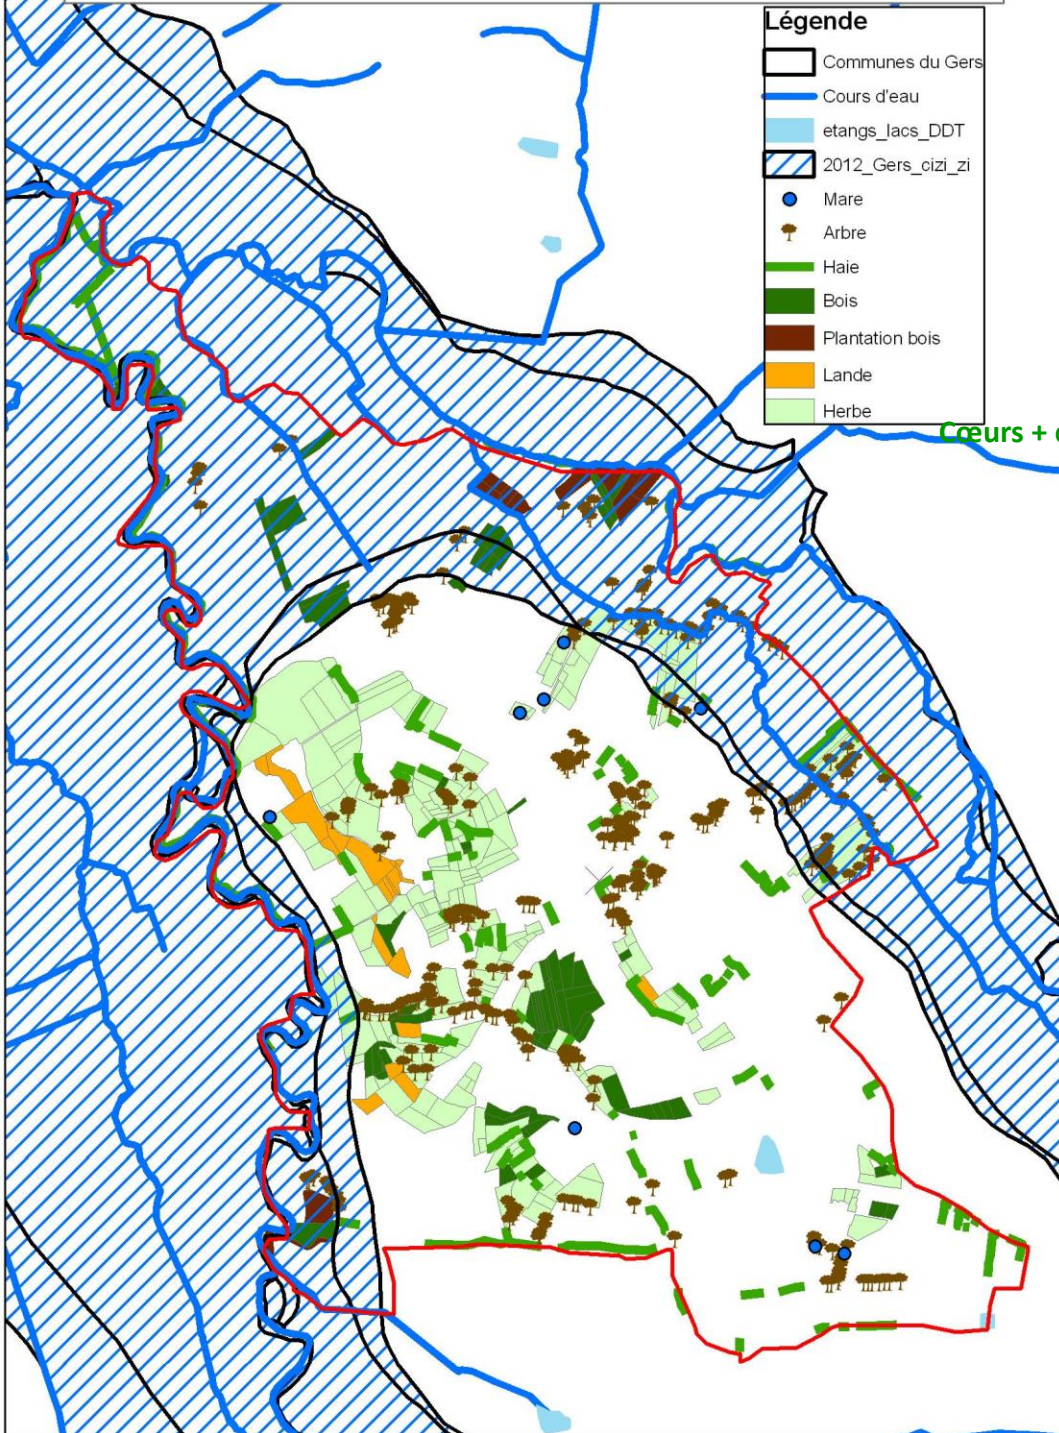 Légende
Communes du Gers
Cours d'eau
etangs_lacs_DDT
2012_Gers_cizi_zi
Mare
Arbre
Haie
Bois
Plantation bois
Lande
Herbe
Cœurs +